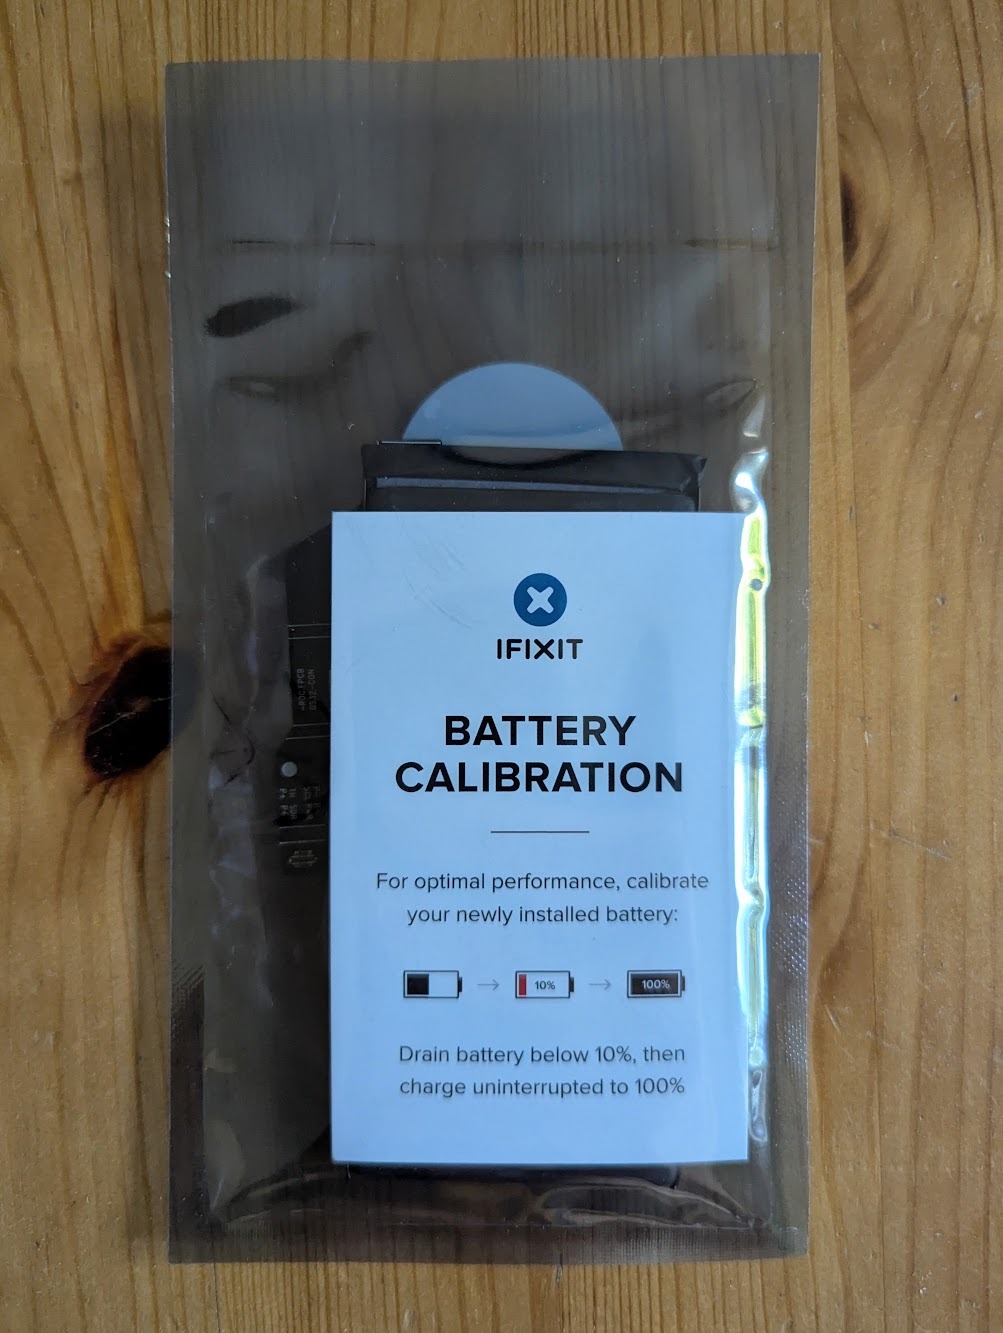 IFIXIT
BATTERY
CALIBRATION
For optimal performance, calibrate
your newly installed battery:
10%
100%
Drain battery below 10%, then
charge uninterrupted to 100%